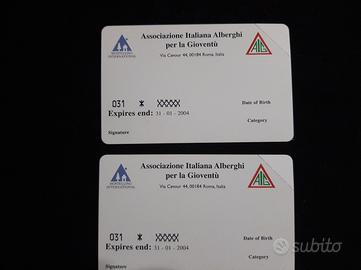 Associazione Italiana Alberghi
per la Gioventù
Via Cavour 44, 00184 Roma, Italia
HOSTELLING
INTERNATIONAL
AIG
031 * XXXXX
Date of Birth
Expires end: 31 - 01 - 2004
Category
Signature
Associazione Italiana Alberghi
per la Gioventù
Via Cavour 44, 00184 Roma, Italia
HOSTELLING
INTERNATIONAL
AIG
031 * XXXXX
Date of Birth
Expires end: 31 - 01 - 2004
Category
Signature
subito